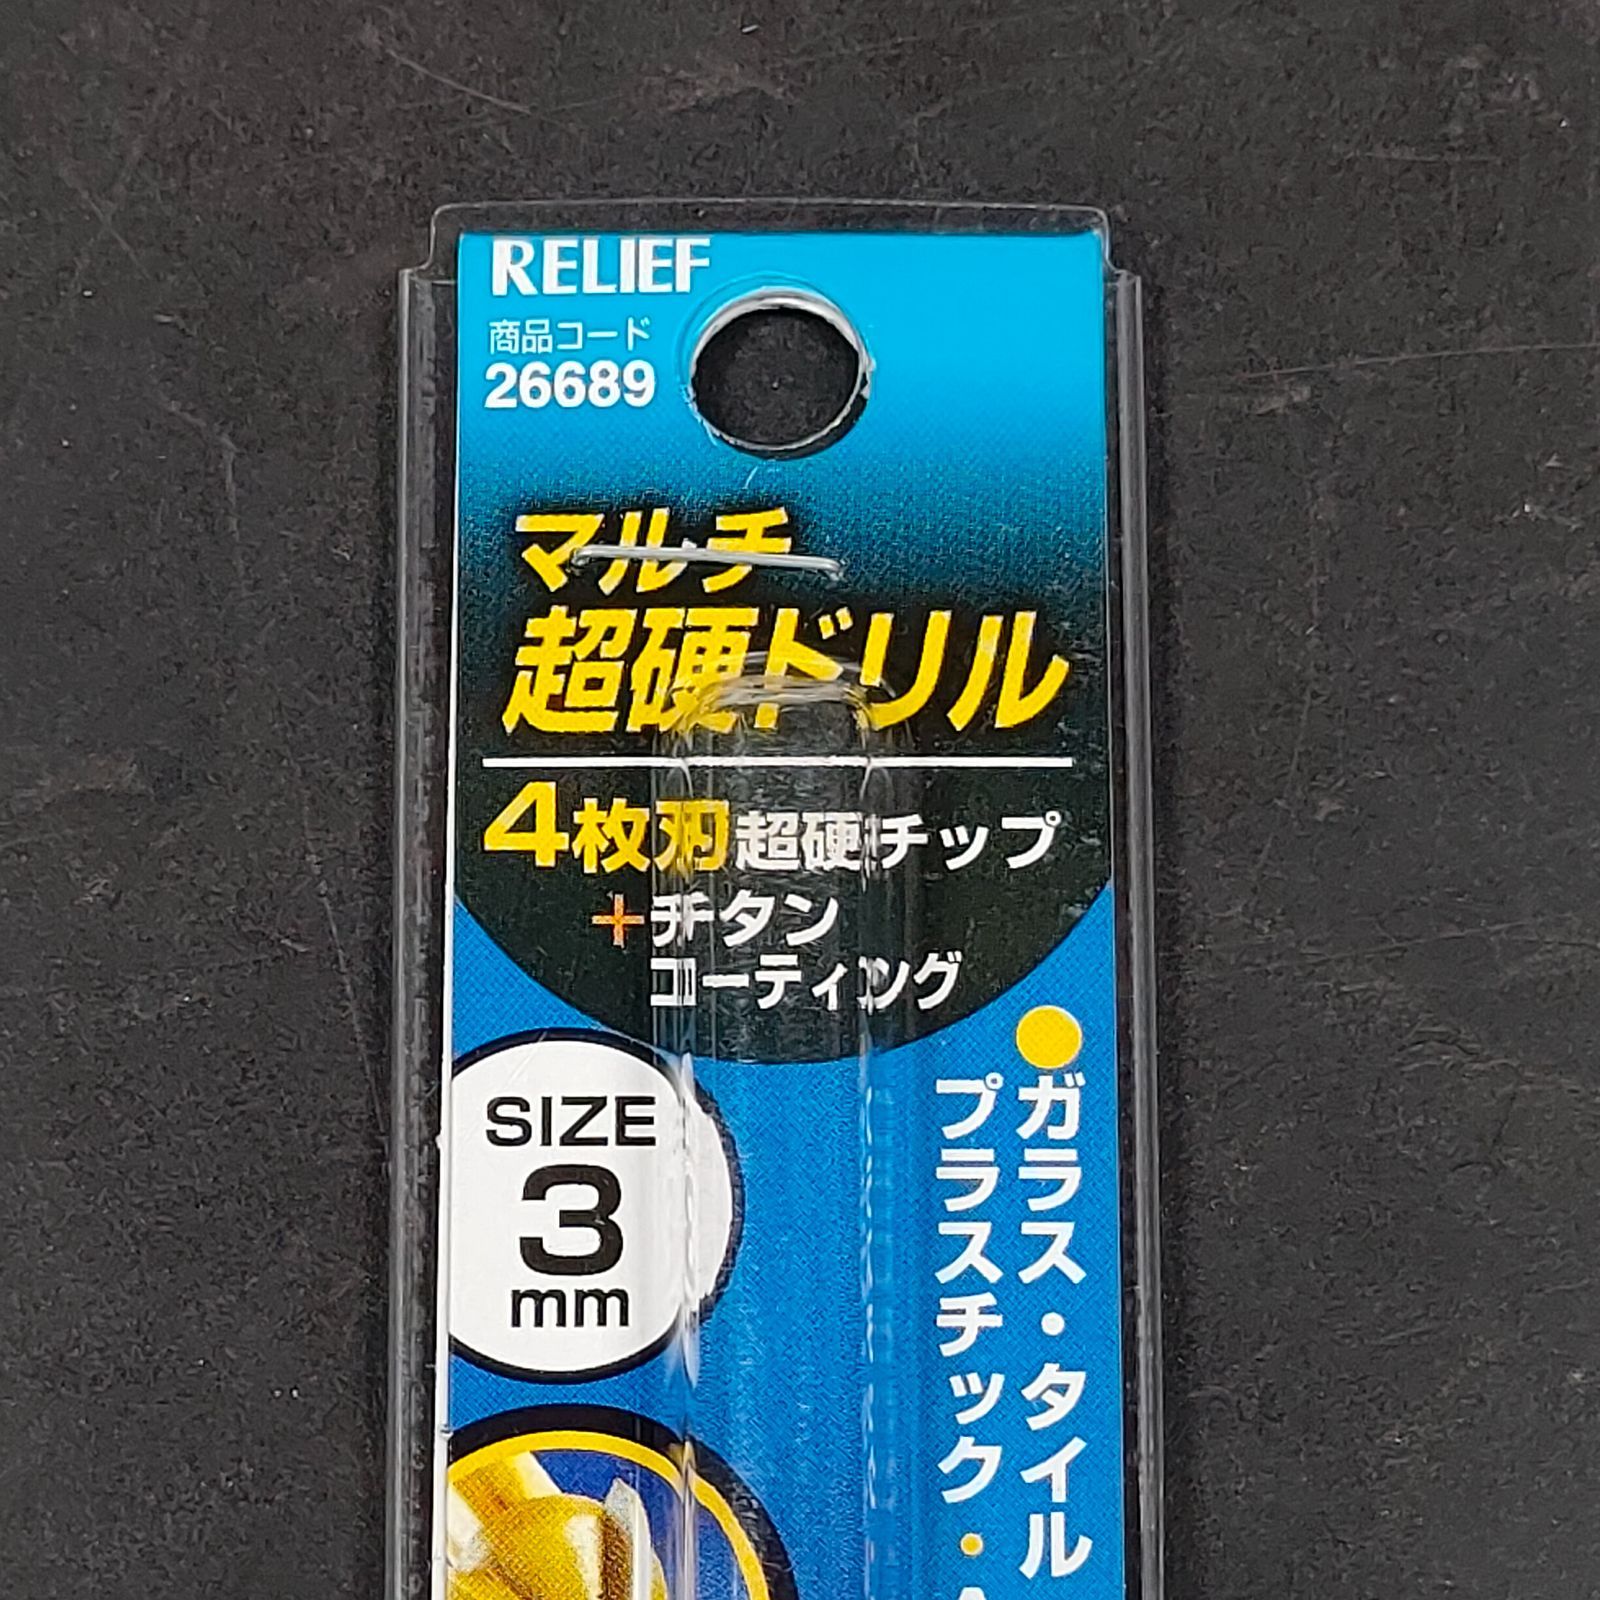 RELIEF
商品コード
26689
マルチ
超硬ドリル
4枚刃超硬チップ
+チタン
コーティング
SIZE
3
mm
●ガラス・タイル
プラスチック・